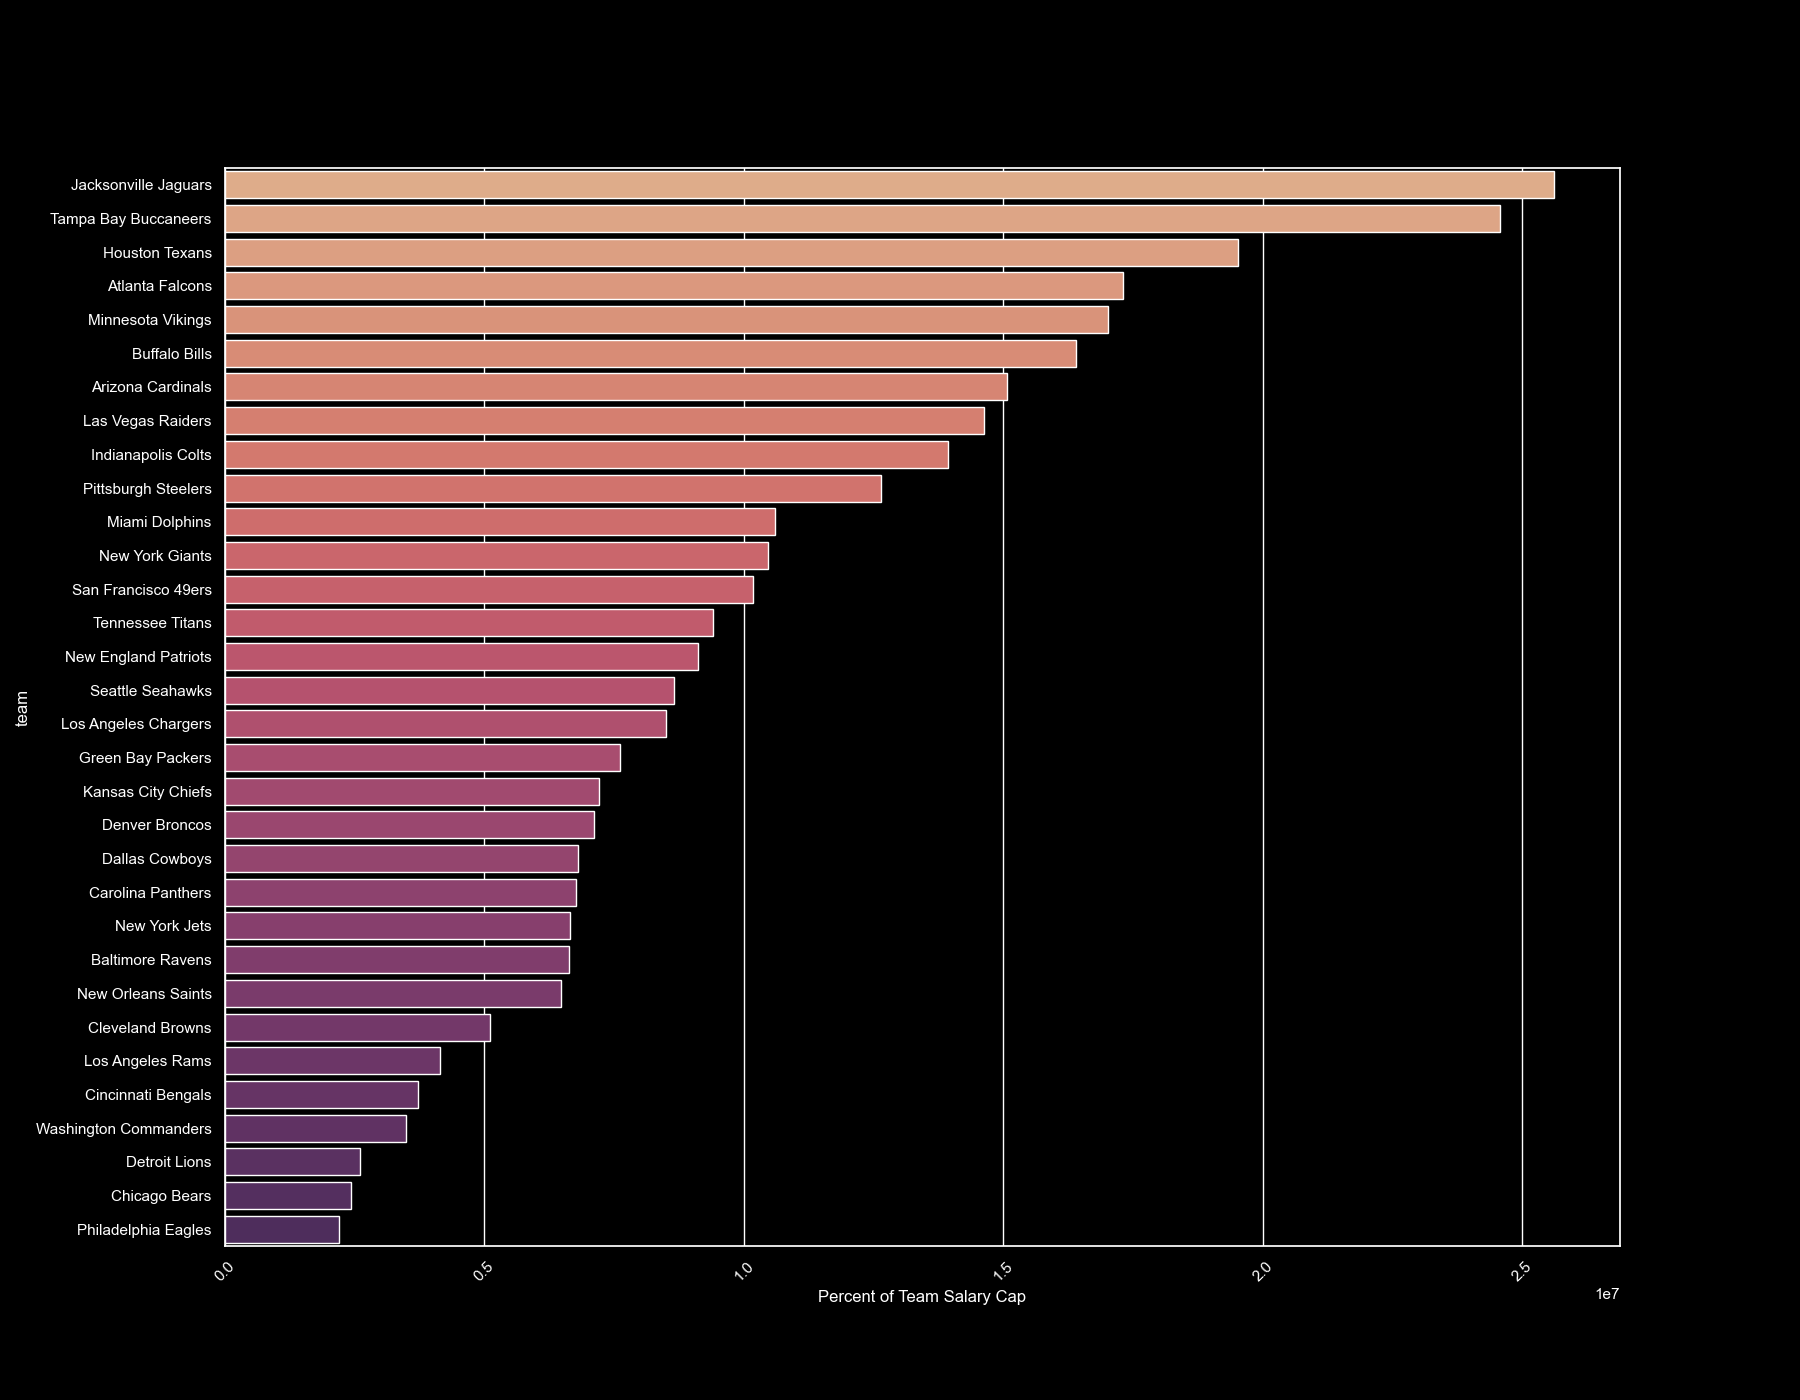 Jacksonville Jaguars
Tampa Bay Buccaneers
Houston Texans
Atlanta Falcons
Minnesota Vikings
Buffalo Bills
Arizona Cardinals
Las Vegas Raiders
Indianapolis Colts
Pittsburgh Steelers
Miami Dolphins
New York Giants
San Francisco 49ers
Tennessee Titans
New England Patriots
Seattle Seahawks
Los Angeles Chargers
Green Bay Packers
Kansas City Chiefs
Denver Broncos
Dallas Cowboys
Carolina Panthers
New York Jets
Baltimore Ravens
New Orleans Saints
Cleveland Browns
Los Angeles Rams
Cincinnati Bengals
Washington Commanders
Detroit Lions
Chicago Bears
Philadelphia Eagles
team
0.0 0.5 1.0 1.5 2.0 2.5
1e7
Percent of Team Salary Cap